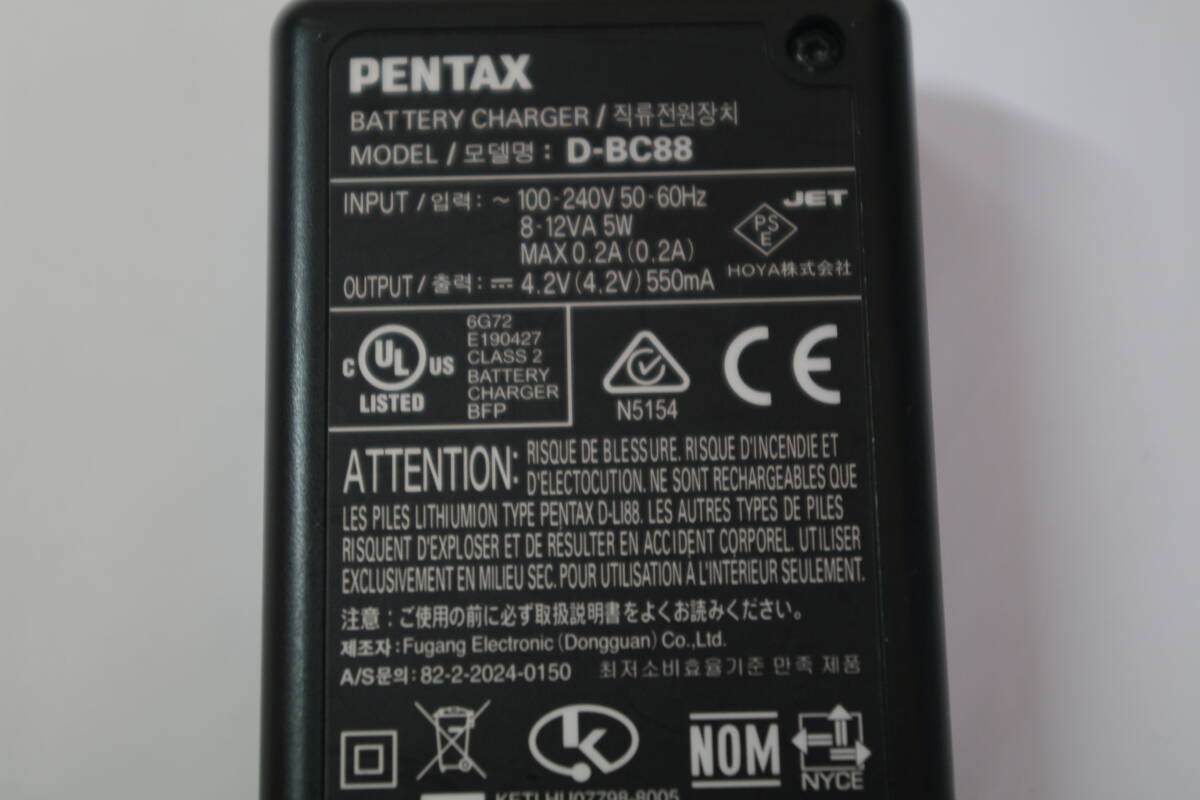 PENTAX
BATTERY CHARGER / 직류전원장치
MODEL / 모델명 : D-BC88
INPUT / 입력 : ~ 100-240V 50-60Hz
8-12VA 5W
MAX 0.2A (0,2A)
OUTPUT / 출력 : ⎓ 4.2V (4,2V) 550mA
JET
PS
E
HOYA株式会社
C UL US
LISTED
6G72
E190427
CLASS 2
BATTERY
CHARGER
BFP
N5154
CE
ATTENTION: RISQUE DE BLESSURE. RISQUE D'INCENDIE ET
D'ELECTOCUTION. NE SONT RECHARGEABLES QUE
LES PILES LITHIUMION TYPE PENTAX D-LI88. LES AUTRES TYPES DE PILES
RISQUENT D'EXPLOSER ET DE RESULTER EN ACCIDENT CORPOREL. UTILISER
EXCLUSIVEMENT EN MILIEU SEC. POUR UTILISATION À L'INTÉRIEUR SEULEMENT.
注意 : ご使用の前に必ず取扱説明書をよくお読みください。
제조자 : Fugang Electronic (Dongguan) Co.,Ltd.
A/S문의 : 82-2-2024-0150 최저소비효율기준 만족 제품
K
NOM
NYCE
KETI HU07798-8005